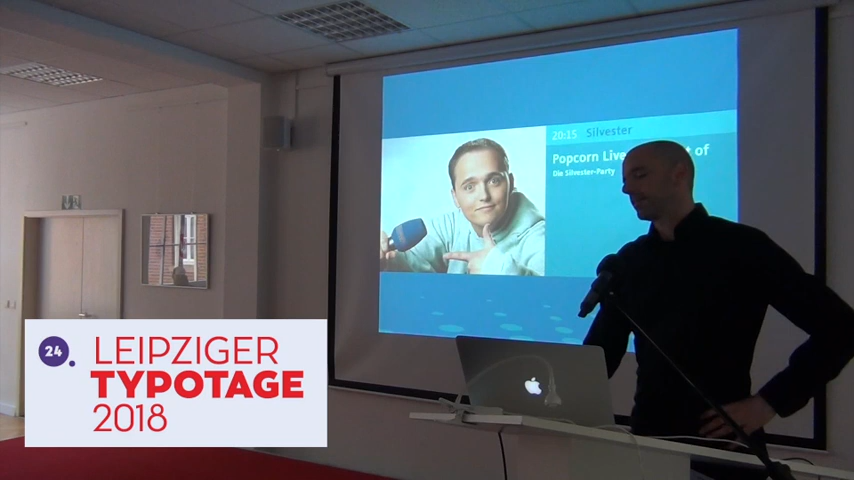 20:15 Silvester
Popcorn Live of
Die Silvester-Party
24.
LEIPZIGER
TYPOTAGE
2018